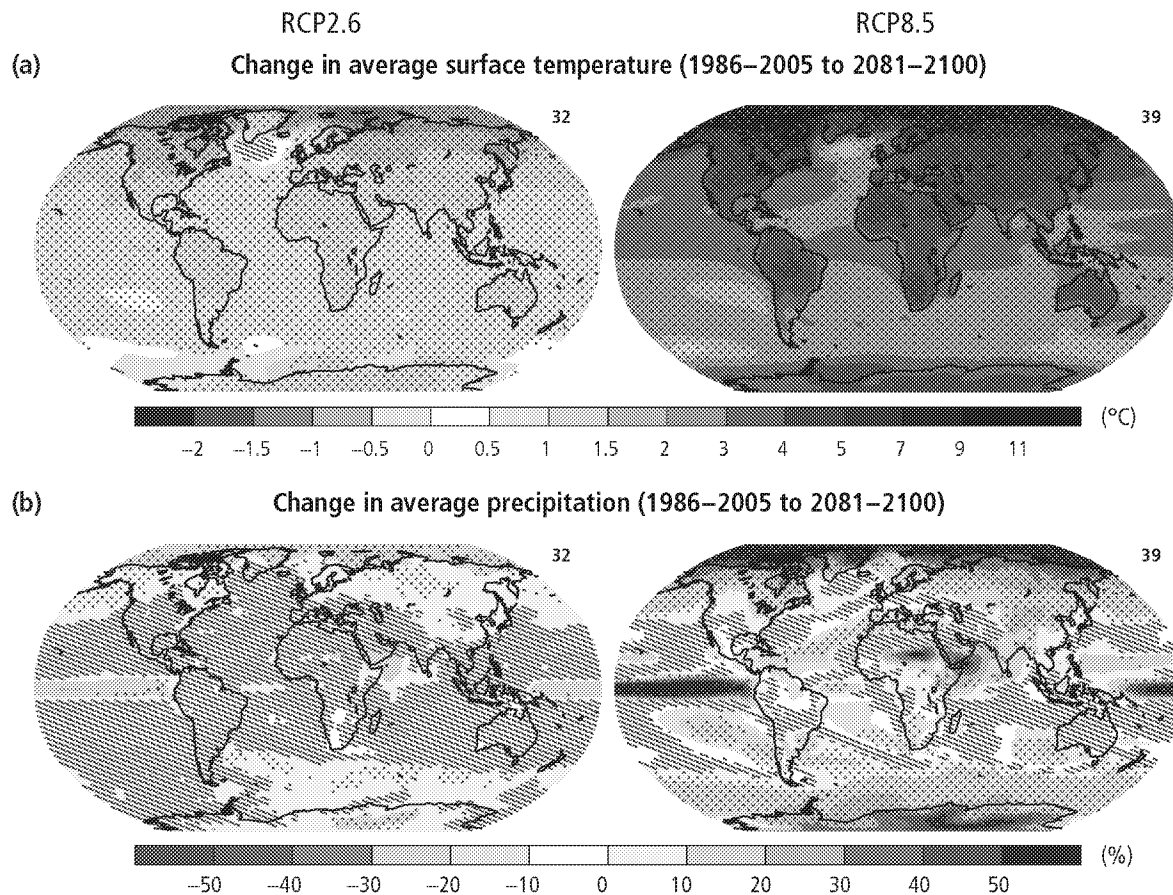 RCP2.6 RCP8.5
(a) Change in average surface temperature (1986–2005 to 2081–2100)
32 39
(°C)
−2 −1.5 −1 −0.5 0 0.5 1 1.5 2 3 4 5 7 9 11
(b) Change in average precipitation (1986–2005 to 2081–2100)
32 39
(%)
−50 −40 −30 −20 −10 0 10 20 30 40 50